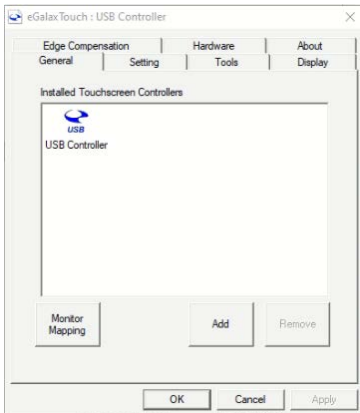 eGalaxTouch : USB Controller
Edge Compensation Hardware About
General Setting Tools Display
Installed Touchscreen Controllers
USB
USB Controller
Monitor
Mapping
Add
Remove
OK Cancel Apply